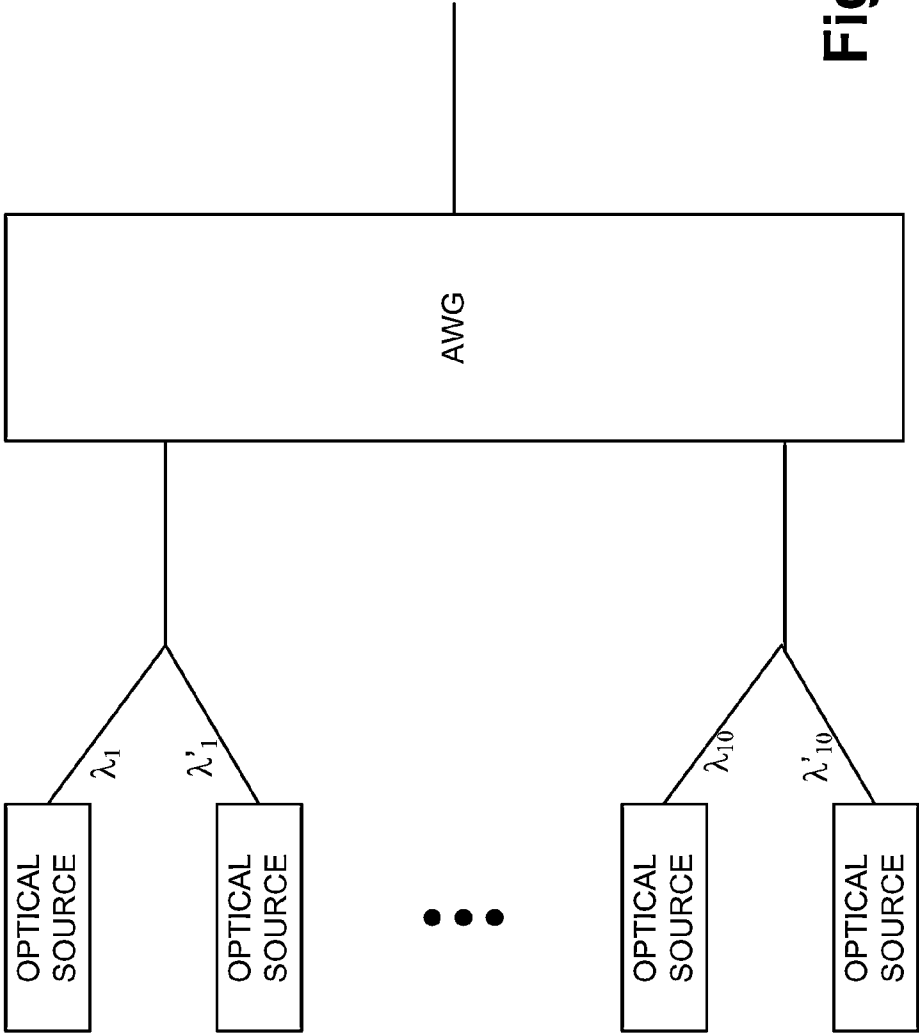 OPTICAL
SOURCE
λ₁
OPTICAL
SOURCE
λ'₁
OPTICAL
SOURCE
λ₁₀
OPTICAL
SOURCE
λ'₁₀
AWG
Fig